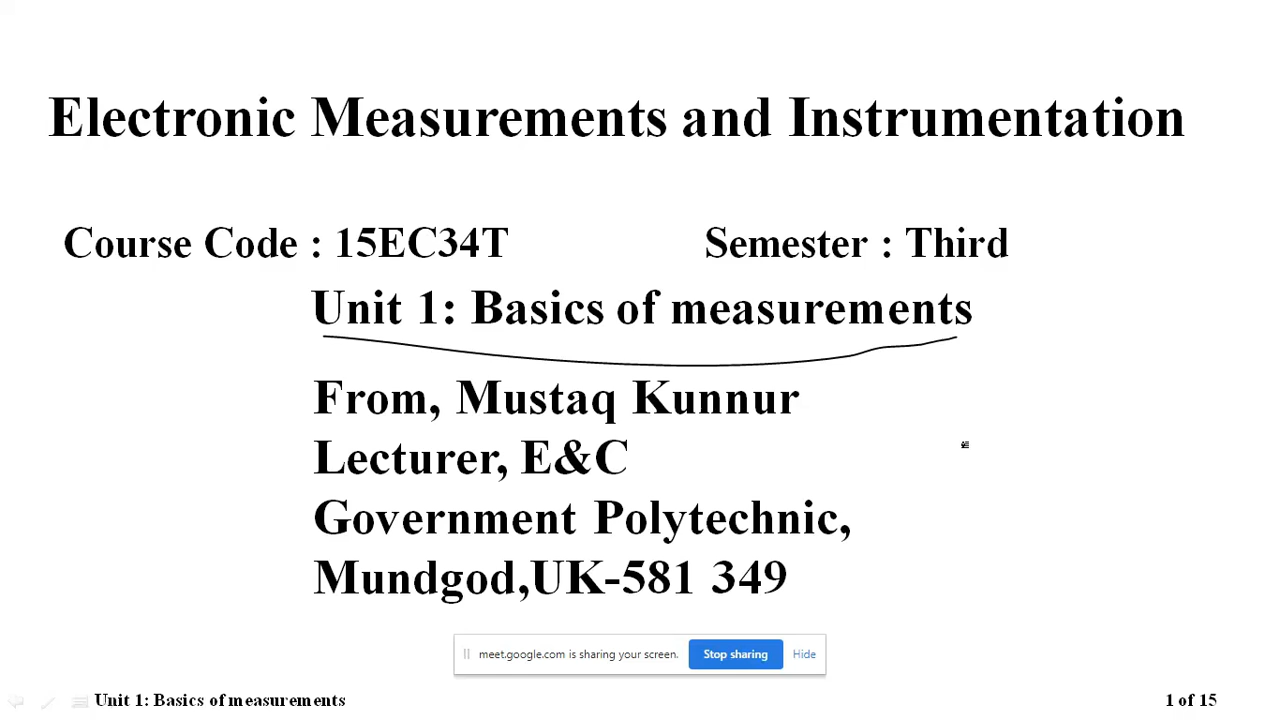 Electronic Measurements and Instrumentation
Course Code : 15EC34T Semester : Third
Unit 1: Basics of measurements
From, Mustaq Kunnur
Lecturer, E&C
Government Polytechnic,
Mundgod,UK-581 349
meet.google.com is sharing your screen. Stop sharing Hide
Unit 1: Basics of measurements 1 of 15